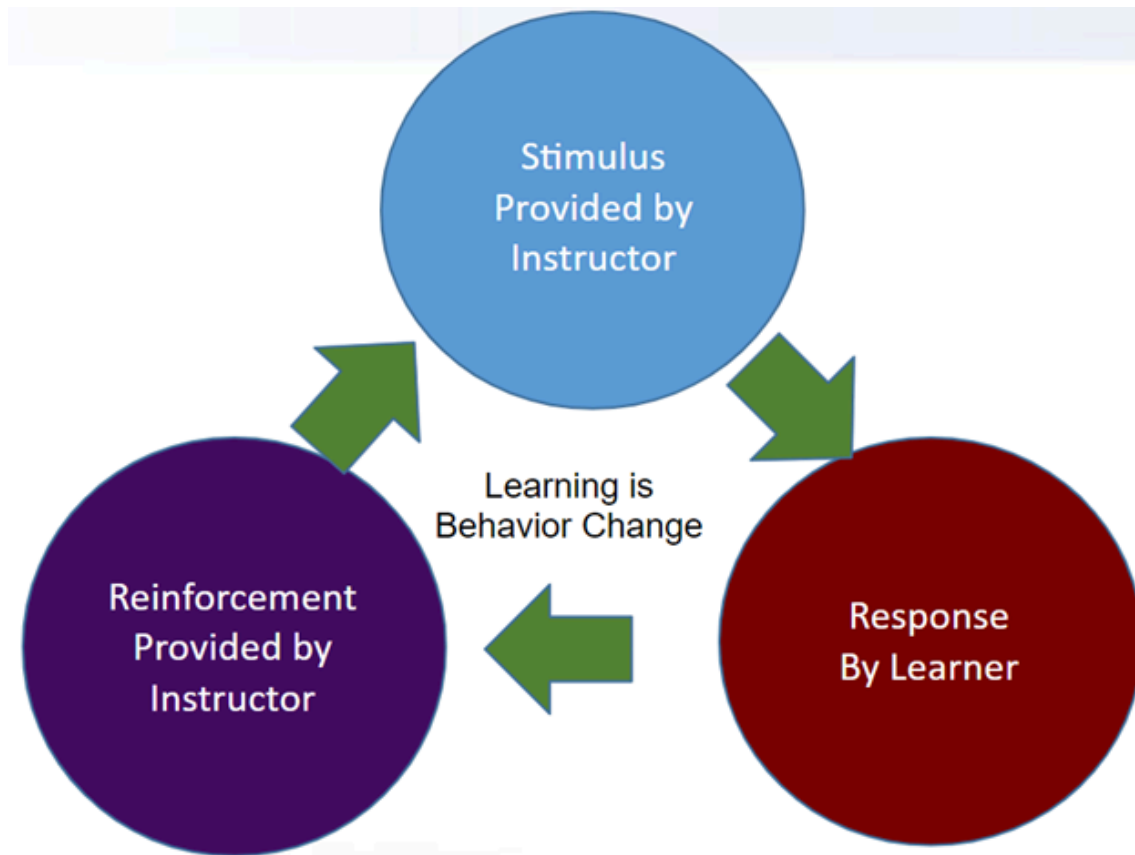 Stimulus
Provided by
Instructor
Learning is
Behavior Change
Reinforcement
Provided by
Instructor
Response
By Learner